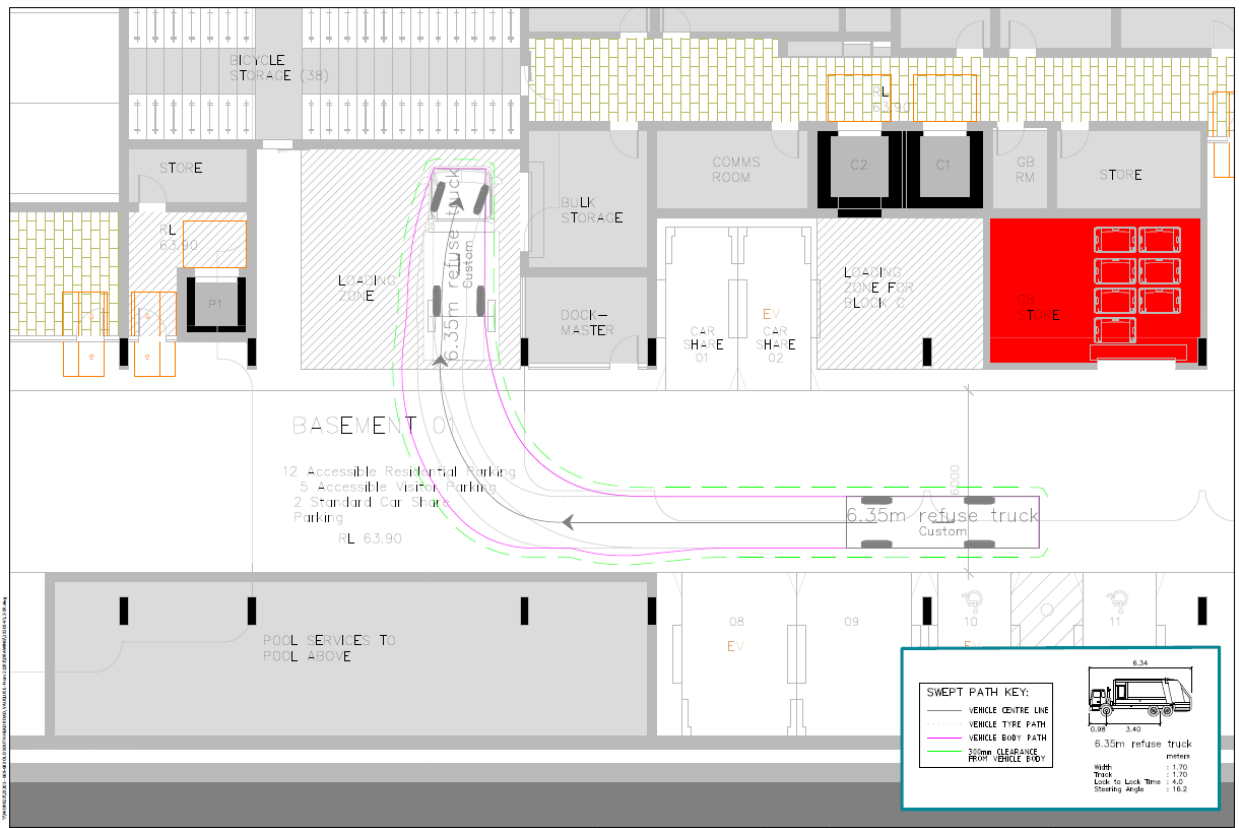 BICYCLE
STORAGE (38)
RL
63.90
STORE
COMMS
ROOM
C2
C1
GB
RM
STORE
BULK
STORAGE
RL
63.90
6.35m refuse truck
Custom
LOADING
ZONE
LOADING
ZONE FOR
BLOCK C
GB
STORE
P1
DOCK-
MASTER
EV
CAR
SHARE
01
CAR
SHARE
02
BASEMENT 01
12 Accessible Residential Parking
5 Accessible Visitor Parking
2 Standard Car Share
Parking
RL 63.90
6000
6.35m refuse truck
Custom
08
EV
09
10
EV
11
POOL SERVICES TO
POOL ABOVE
SWEPT PATH KEY:
VEHICLE CENTRE LINE
VEHICLE TYRE PATH
VEHICLE BODY PATH
300mm CLEARANCE
FROM VEHICLE BODY
6.34
0.98
3.40
6.35m refuse truck
meters
Width : 1.70
Track : 1.70
Lock to Lock Time : 4.0
Steering Angle : 16.2